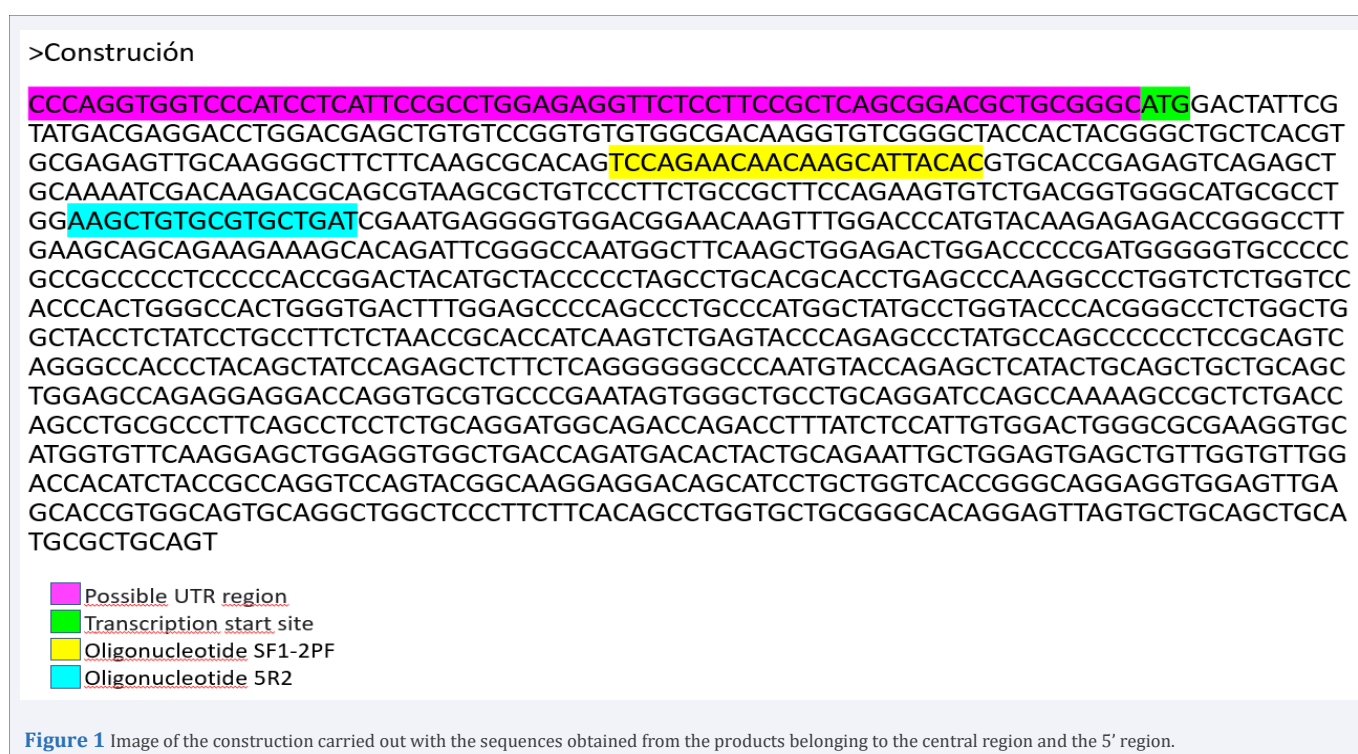 >Construción
CCCAGGTGGTCCCATCCTCATTCCGCCTGGAGAGGTTCTCCTTCCGCTCAGCGGACGCTGCGGGCATGGACTATTCG
TATGACGAGGACCTGGACGAGCTGTGTCCGGTGTGTGGCGACAAGGTGTCGGGCTACCACTACGGGCTGCTCACGT
GCGAGAGTTGCAAGGGCTTCTTCAAGCGCACAGTCCAGAACAACAAGCATTACACGTGCACCGAGAGTCAGAGCT
GCAAAATCGACAAGACGCAGCGTAAGCGCTGTCCCTTCTGCCGCTTCCAGAAGTGTCTGACGGTGGGCATGCGCCT
GGAAGCTGTGCGTGCTGATCGAATGAGGGGTGGACGGAACAAGTTTGGACCCATGTACAAGAGAGACCGGGCCTT
GAAGCAGCAGAAGAAAGCACAGATTCGGGCCAATGGCTTCAAGCTGGAGACTGGACCCCCGATGGGGGTGCCCCC
GCCGCCCCCTCCCCCACCGGACTACATGCTACCCCCTAGCCTGCACGCACCTGAGCCCAAGGCCCTGGTCTCTGGTCC
ACCCACTGGGCCACTGGGTGACTTTGGAGCCCCAGCCCTGCCCATGGCTATGCCTGGTACCCACGGGCCTCTGGCTG
GCTACCTCTATCCTGCCTTCTCTAACCGCACCATCAAGTCTGAGTACCCAGAGCCCTATGCCAGCCCCCCTCCGCAGTC
AGGGCCACCCTACAGCTATCCAGAGCTCTTCTCAGGGGGGCCCAATGTACCAGAGCTCATACTGCAGCTGCTGCAGC
TGGAGCCAGAGGAGGACCAGGTGCGTGCCCGAATAGTGGGCTGCCTGCAGGATCCAGCCAAAAGCCGCTCTGACC
AGCCTGCGCCCTTCAGCCTCCTCTGCAGGATGGCAGACCAGACCTTTATCTCCATTGTGGACTGGGCGCGAAGGTGC
ATGGTGTTCAAGGAGCTGGAGGTGGCTGACCAGATGACACTACTGCAGAATTGCTGGAGTGAGCTGTTGGTGTTGG
ACCACATCTACCGCCAGGTCCAGTACGGCAAGGAGGACAGCATCCTGCTGGTCACCGGGCAGGAGGTGGAGTTGA
GCACCGTGGCAGTGCAGGCTGGCTCCCTTCTTCACAGCCTGGTGCTGCGGGCACAGGAGTTAGTGCTGCAGCTGCA
TGCGCTGCAGT
Possible UTR region
Transcription start site
Oligonucleotide SF1-2PF
Oligonucleotide 5R2
Figure 1 Image of the construction carried out with the sequences obtained from the products belonging to the central region and the 5’ region.